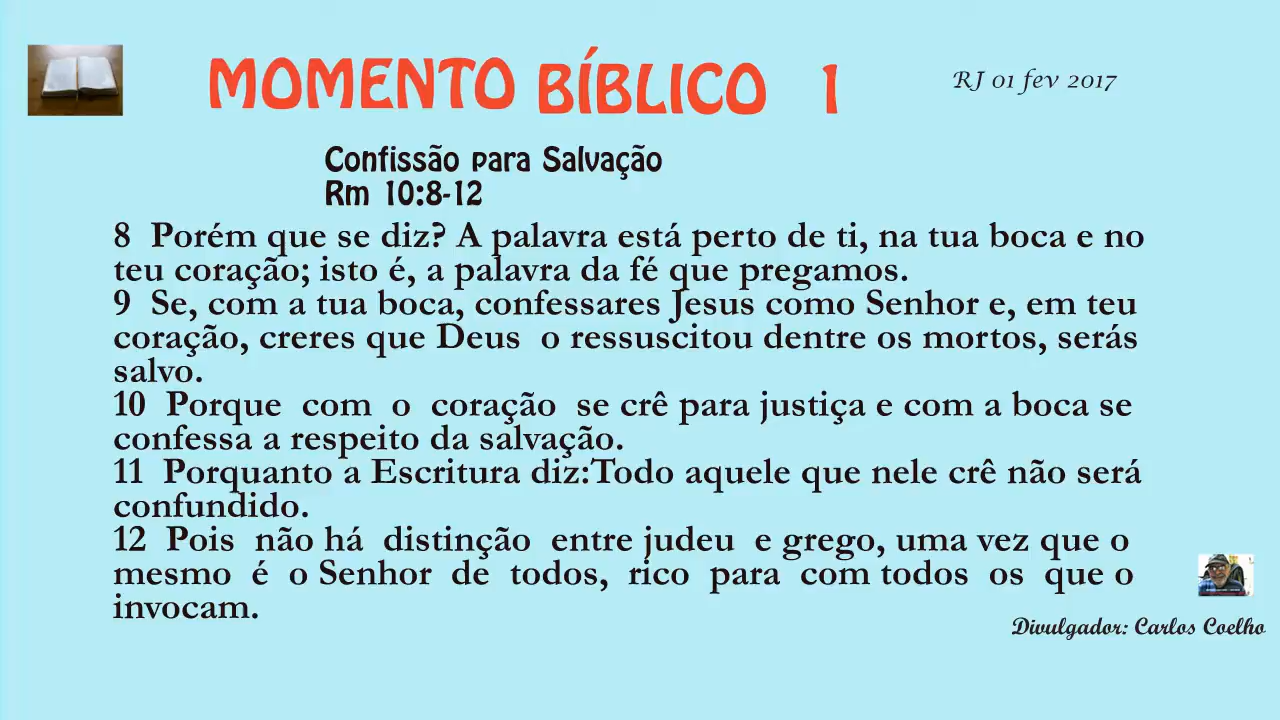 MOMENTO BÍBLICO 1
RJ 01 fev 2017
Confissão para Salvação
Rm 10:8-12
8 Porém que se diz? A palavra está perto de ti, na tua boca e no
teu coração; isto é, a palavra da fé que pregamos.
9 Se, com a tua boca, confessares Jesus como Senhor e, em teu
coração, creres que Deus o ressuscitou dentre os mortos, serás
salvo.
10 Porque com o coração se crê para justiça e com a boca se
confessa a respeito da salvação.
11 Porquanto a Escritura diz:Todo aquele que nele crê não será
confundido.
12 Pois não há distinção entre judeu e grego, uma vez que o
mesmo é o Senhor de todos, rico para com todos os que o
invocam.
Divulgador: Carlos Coelho